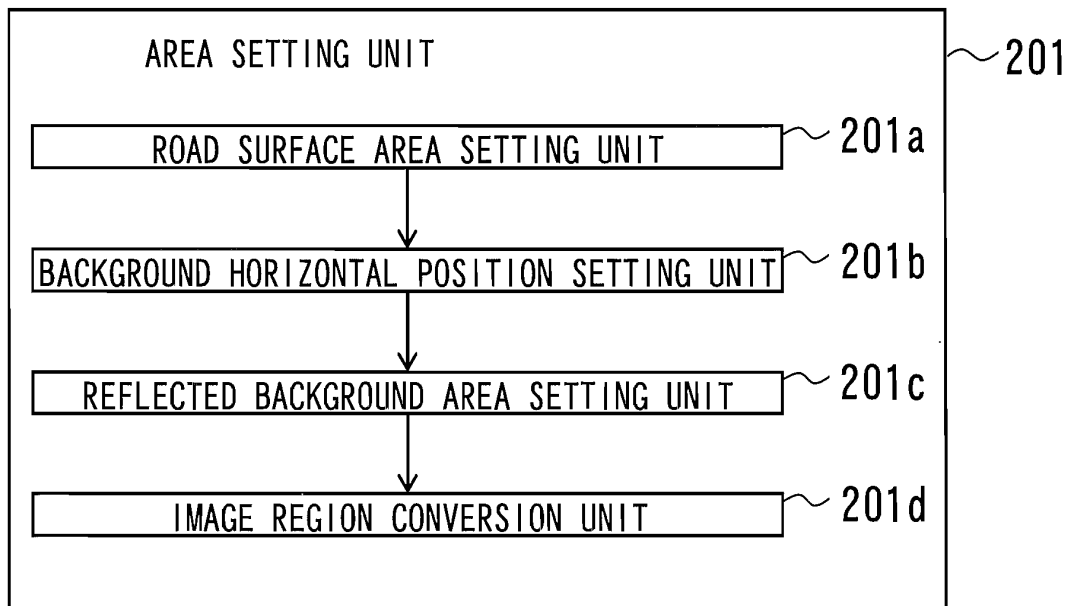 AREA SETTING UNIT
201
ROAD SURFACE AREA SETTING UNIT
201a
BACKGROUND HORIZONTAL POSITION SETTING UNIT
201b
REFLECTED BACKGROUND AREA SETTING UNIT
201c
IMAGE REGION CONVERSION UNIT
201d